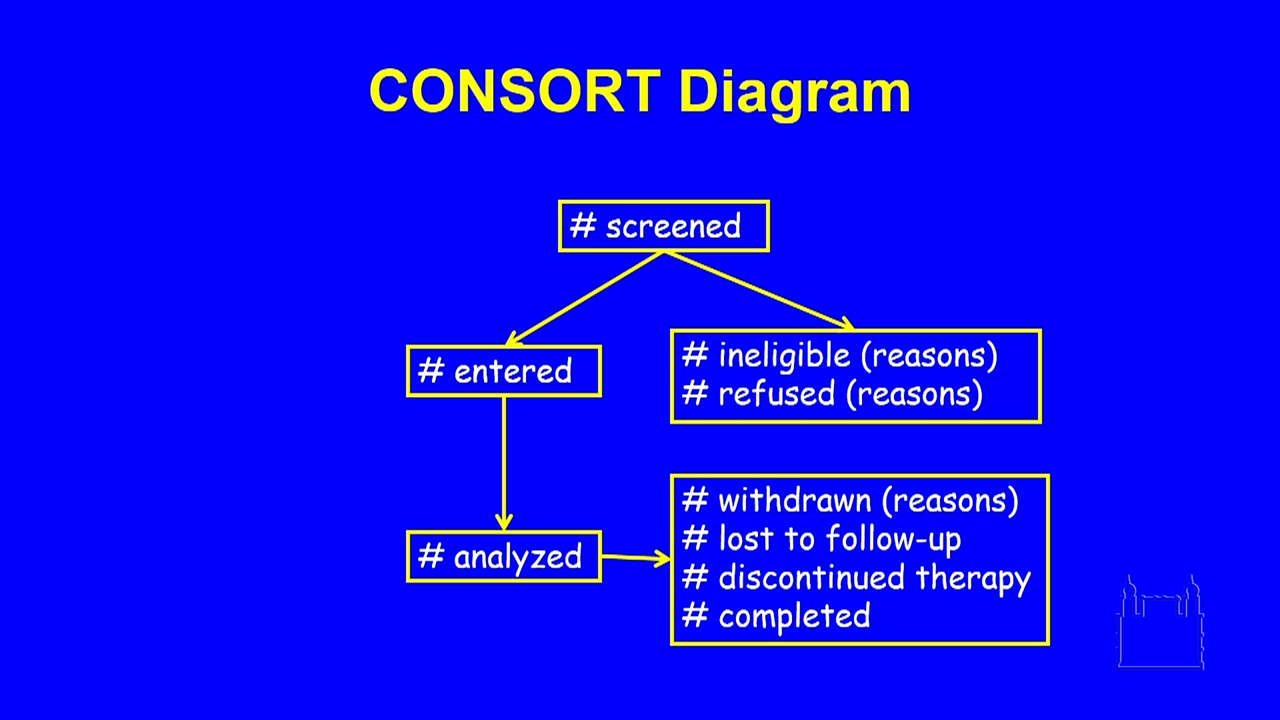 CONSORT Diagram
# screened
# entered
# ineligible (reasons)
# refused (reasons)
# analyzed
# withdrawn (reasons)
# lost to follow-up
# discontinued therapy
# completed